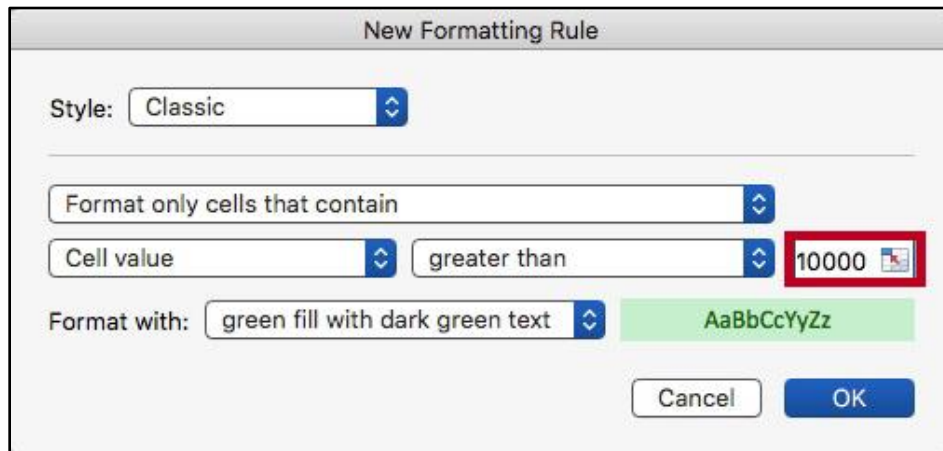 New Formatting Rule
Style: Classic
Format only cells that contain
Cell value greater than 10000
Format with: green fill with dark green text AaBbCcYyZz
Cancel OK